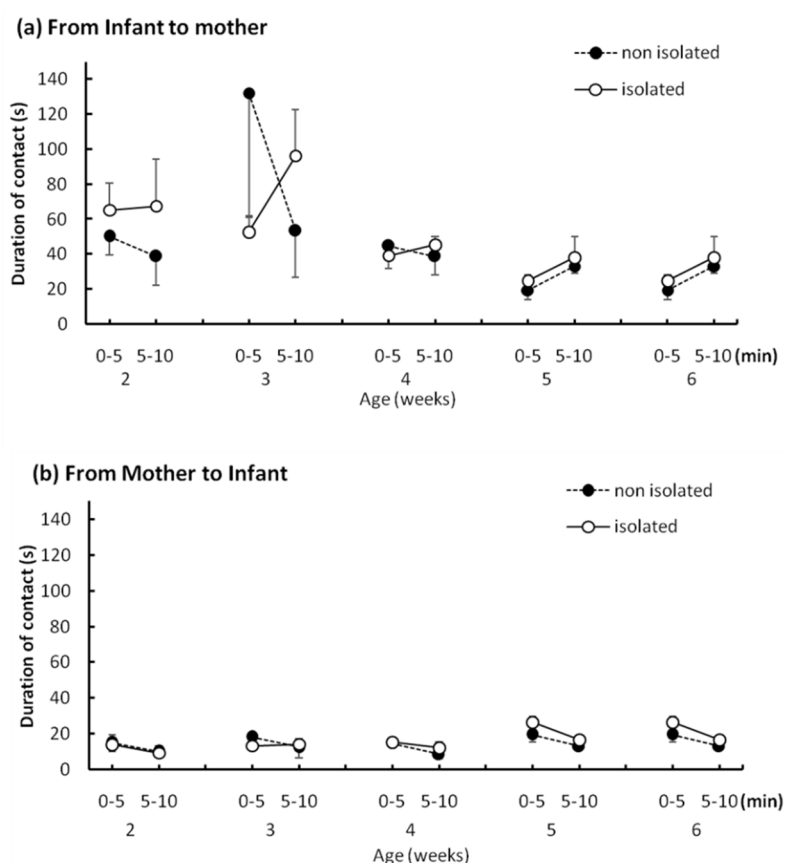 (a) From Infant to mother
non isolated
isolated
Duration of contact (s)
140
120
100
80
60
40
20
0
0-5 5-10 0-5 5-10 0-5 5-10 0-5 5-10 0-5 5-10 (min)
2 3 4 5 6
Age (weeks)
(b) From Mother to Infant
non isolated
isolated
Duration of contact (s)
140
120
100
80
60
40
20
0
0-5 5-10 0-5 5-10 0-5 5-10 0-5 5-10 0-5 5-10 (min)
2 3 4 5 6
Age (weeks)